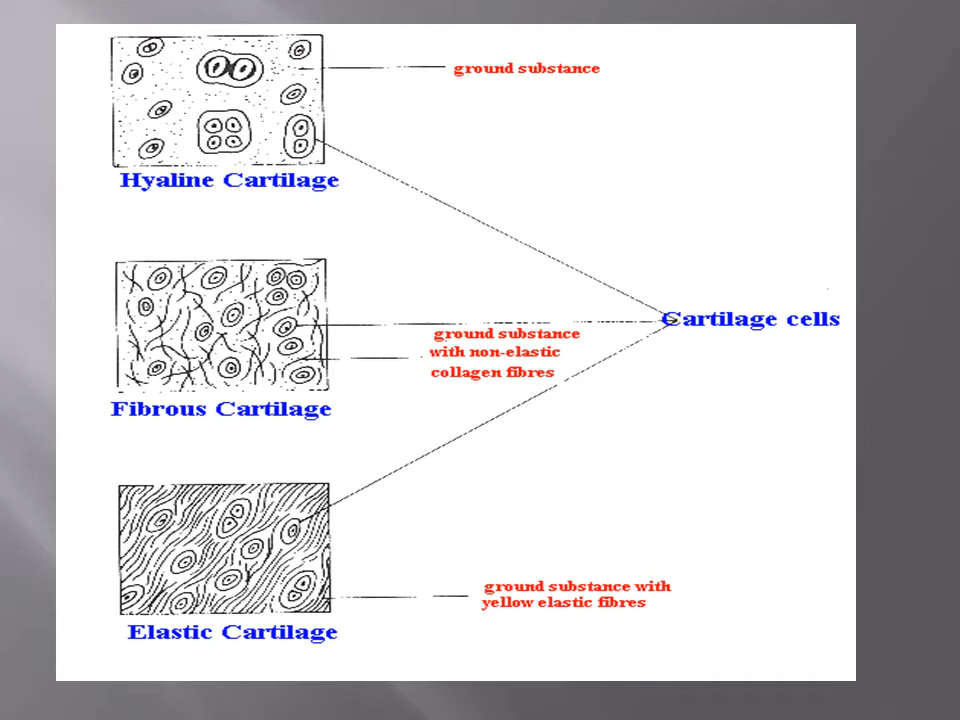 ground substance
Hyaline Cartilage
Cartilage cells
ground substance
with non-elastic
collagen fibres
Fibrous Cartilage
ground substance with
yellow elastic fibres
Elastic Cartilage